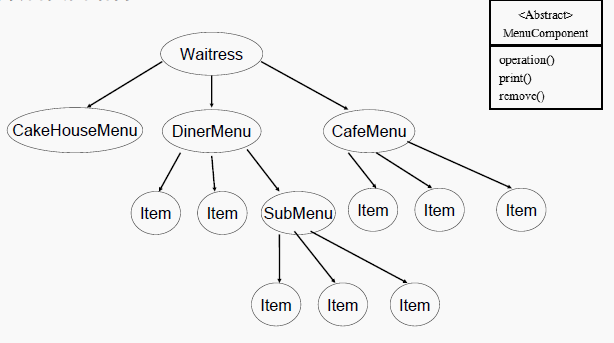 <Abstract>
MenuComponent
operation()
print()
remove()
Waitress
CakeHouseMenu
DinerMenu
CafeMenu
Item
Item
SubMenu
Item
Item
Item
Item
Item
Item